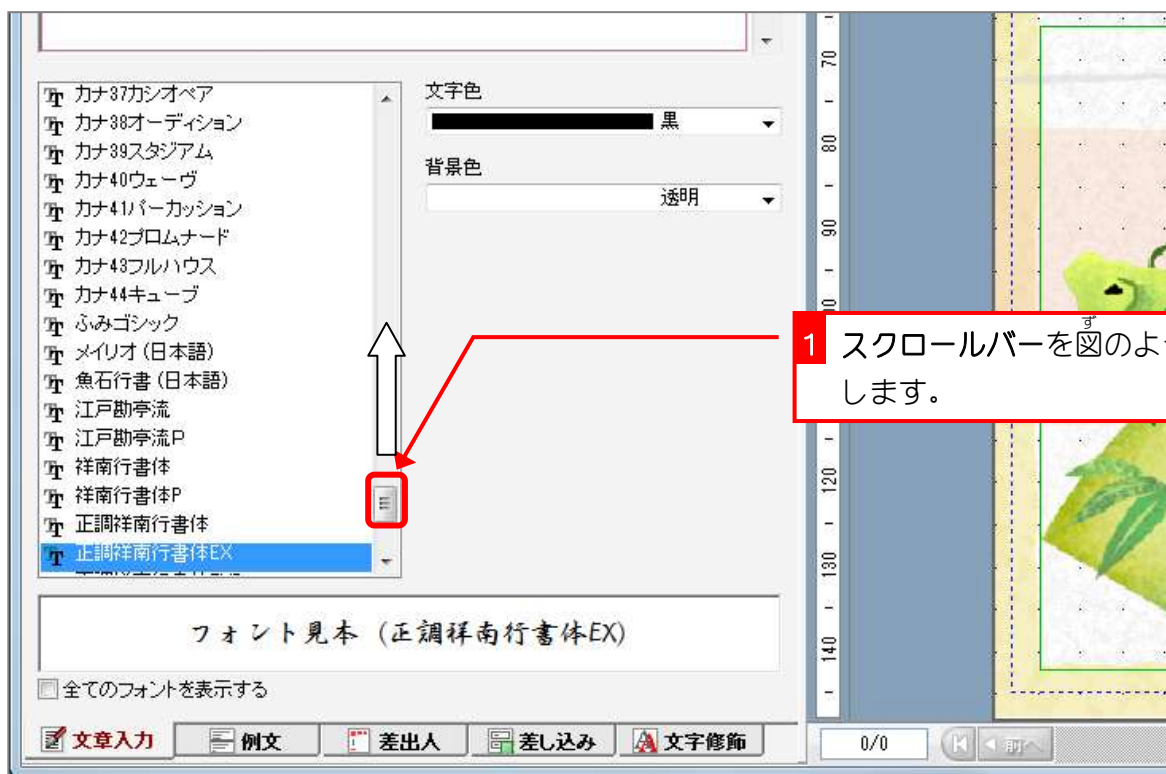 カナ37カシオペア
カナ38オーディション
カナ39スタジアム
カナ40ウェーヴ
カナ41パーカッション
カナ42プロムナード
カナ43フルハウス
カナ44キューブ
ふみゴシック
メイリオ (日本語)
魚石行書 (日本語)
江戸勘亭流
江戸勘亭流P
祥南行書体
祥南行書体P
正調祥南行書体
正調祥南行書体EX
文字色
黒
背景色
透明
フォント見本 (正調祥南行書体EX)
全てのフォントを表示する
文章入力 例文 差出人 差し込み 文字修飾
70
80
90
120
130
140
ず
1 スクロールバーを図のよ
します。
0/0 前へ